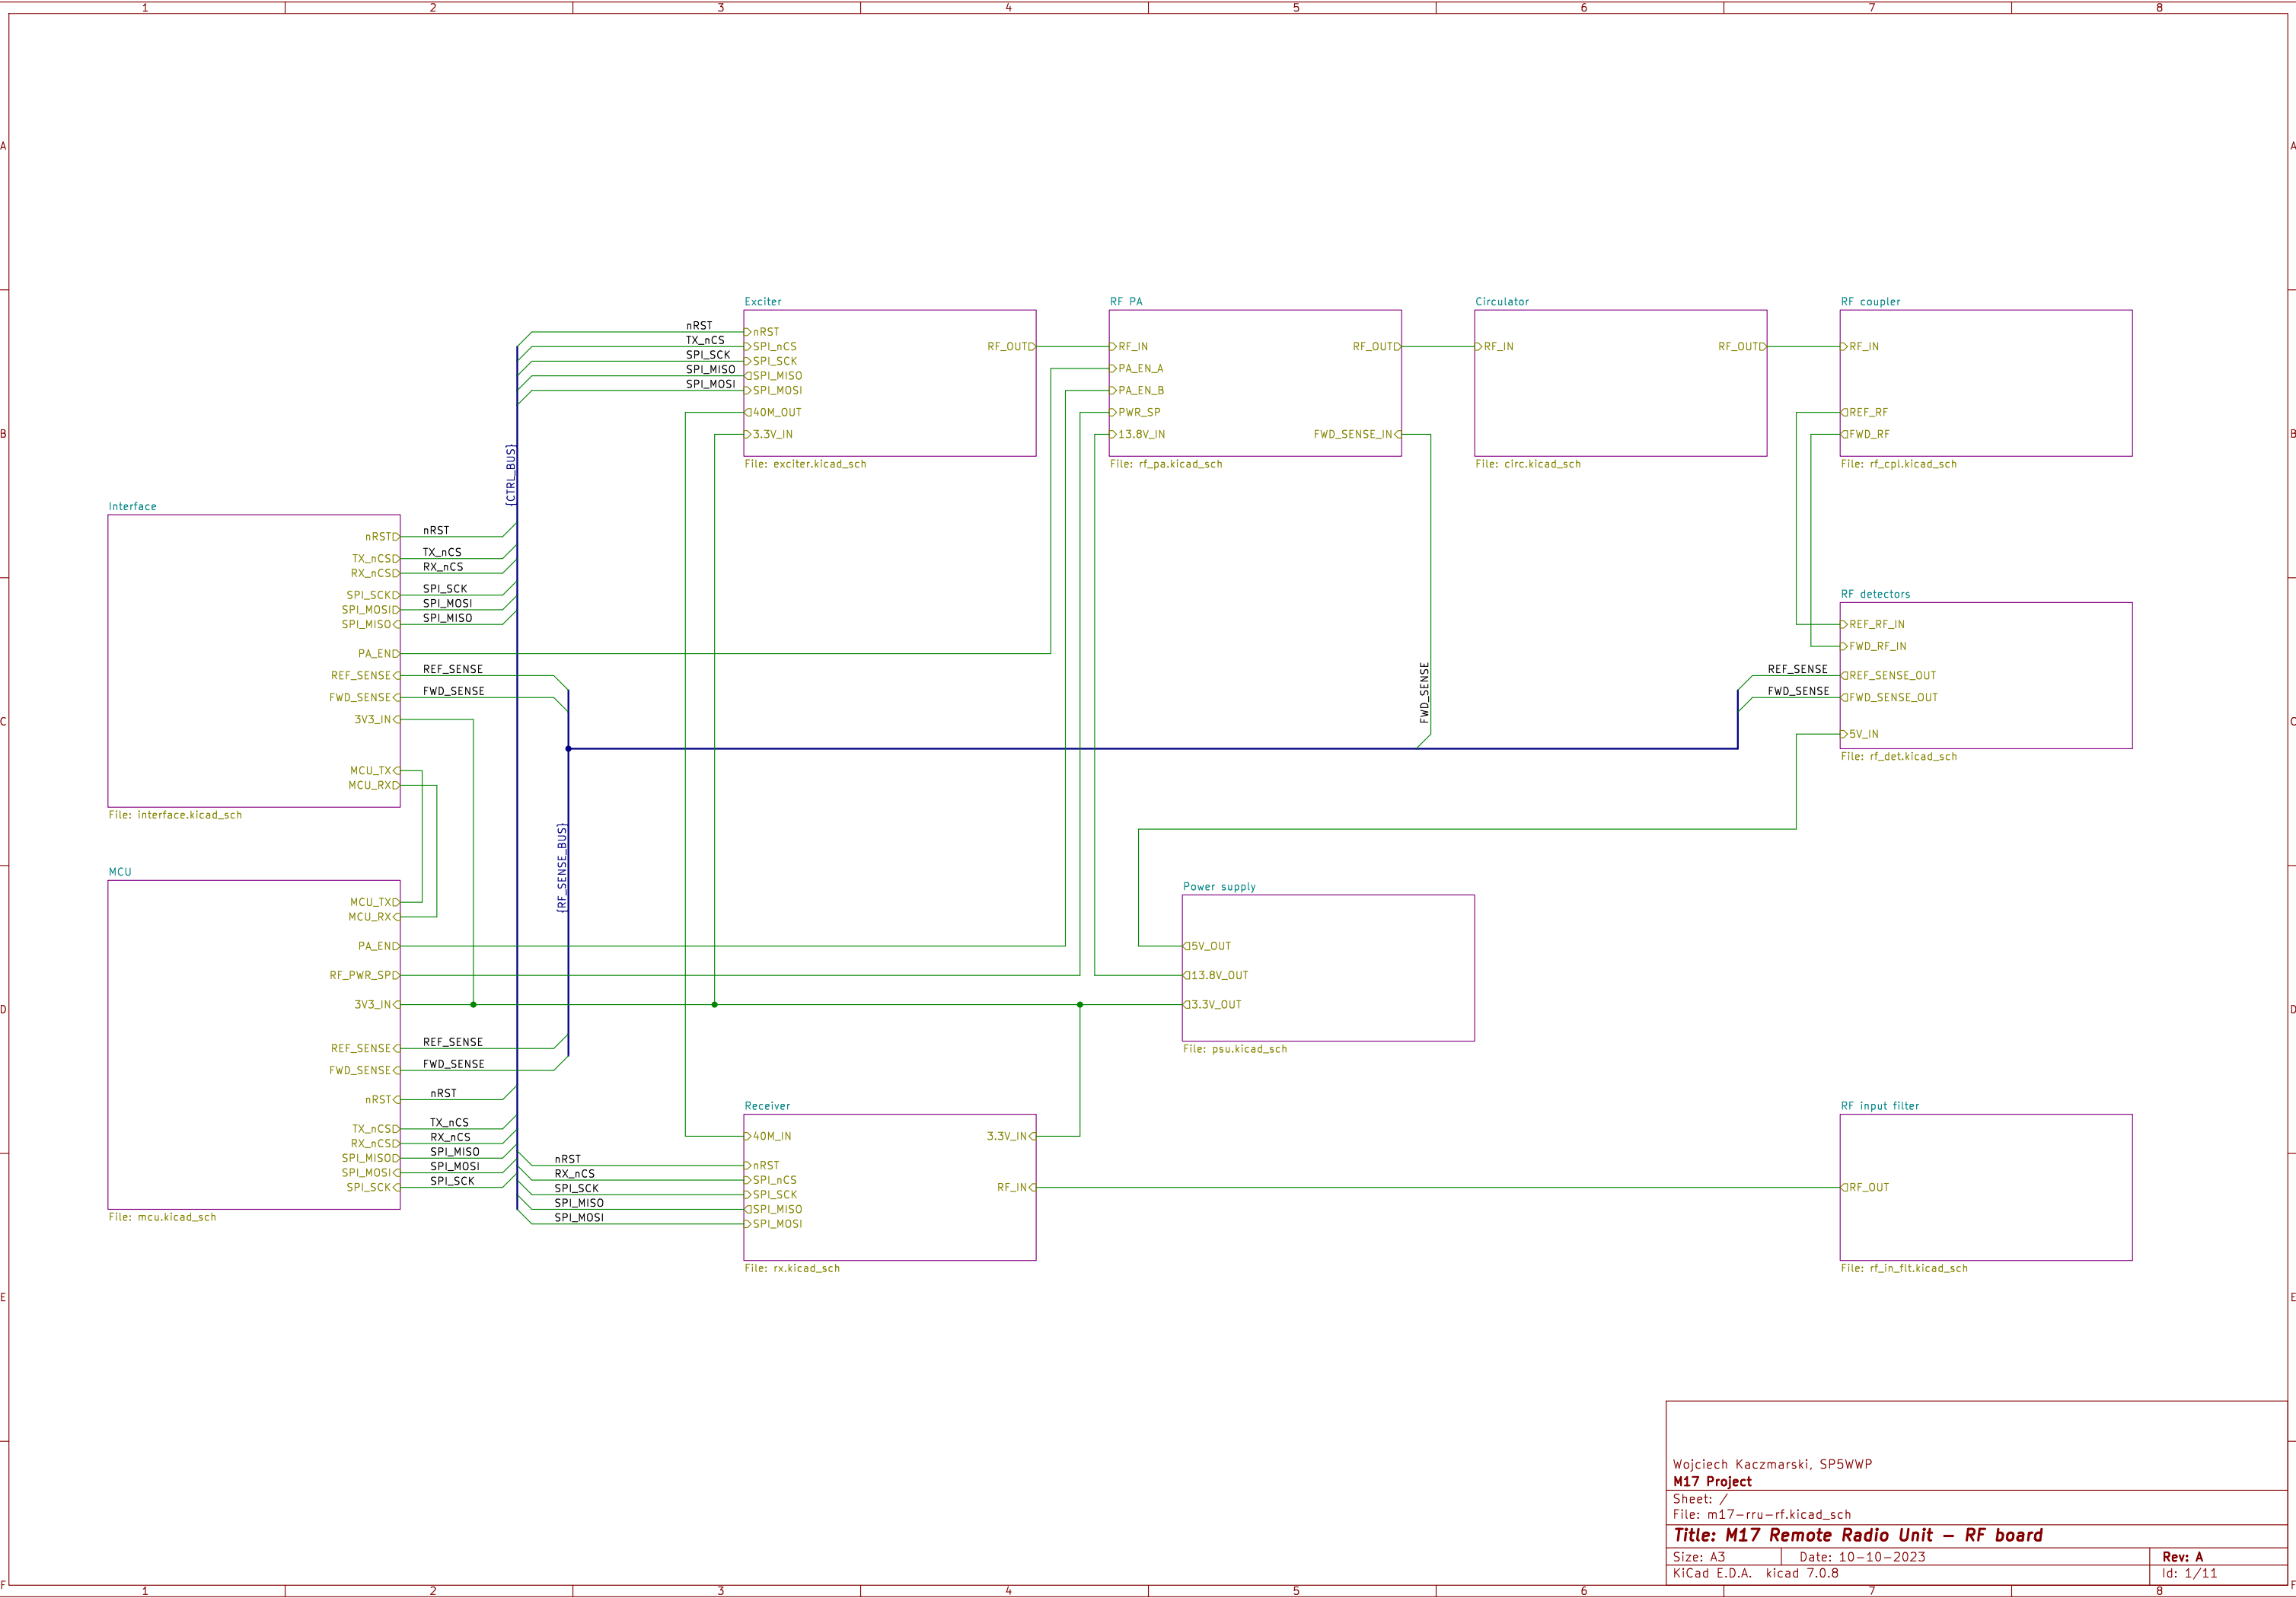 1 2 3 4 5 6 7 8
A A
B B
C C
D D
E E
F F
Exciter
nRST
TX_nCS
SPI_SCK
SPI_MISO
SPI_MOSI
nRST
SPI_nCS
SPI_SCK
SPI_MISO
SPI_MOSI
40M_OUT
3.3V_IN
RF_OUT
File: exciter.kicad_sch
RF PA
RF_IN
PA_EN_A
PA_EN_B
PWR_SP
13.8V_IN
RF_OUT
FWD_SENSE_IN
File: rf_pa.kicad_sch
Circulator
RF_IN
RF_OUT
File: circ.kicad_sch
RF coupler
RF_IN
REF_RF
FWD_RF
File: rf_cpl.kicad_sch
{CTRL_BUS}
Interface
nRST
TX_nCS
RX_nCS
SPI_SCK
SPI_MOSI
SPI_MISO
PA_EN
REF_SENSE
FWD_SENSE
3V3_IN
MCU_TX
MCU_RX
nRST
TX_nCS
RX_nCS
SPI_SCK
SPI_MOSI
SPI_MISO
REF_SENSE
FWD_SENSE
File: interface.kicad_sch
FWD_SENSE
RF detectors
REF_SENSE
FWD_SENSE
REF_RF_IN
FWD_RF_IN
REF_SENSE_OUT
FWD_SENSE_OUT
5V_IN
File: rf_det.kicad_sch
{RF_SENSE_BUS}
MCU
MCU_TX
MCU_RX
PA_EN
RF_PWR_SP
3V3_IN
REF_SENSE
FWD_SENSE
nRST
TX_nCS
RX_nCS
SPI_MISO
SPI_MOSI
SPI_SCK
REF_SENSE
FWD_SENSE
nRST
TX_nCS
RX_nCS
SPI_MISO
SPI_MOSI
SPI_SCK
File: mcu.kicad_sch
Power supply
5V_OUT
13.8V_OUT
3.3V_OUT
File: psu.kicad_sch
Receiver
nRST
RX_nCS
SPI_SCK
SPI_MISO
SPI_MOSI
40M_IN
nRST
SPI_nCS
SPI_SCK
SPI_MISO
SPI_MOSI
3.3V_IN
RF_IN
File: rx.kicad_sch
RF input filter
RF_OUT
File: rf_in_flt.kicad_sch
Wojciech Kaczmarski, SP5WWP
M17 Project
Sheet: /
File: m17-rru-rf.kicad_sch
Title: M17 Remote Radio Unit - RF board
Size: A3 Date: 10-10-2023 Rev: A
KiCad E.D.A. kicad 7.0.8 Id: 1/11
1 2 3 4 5 6 7 8